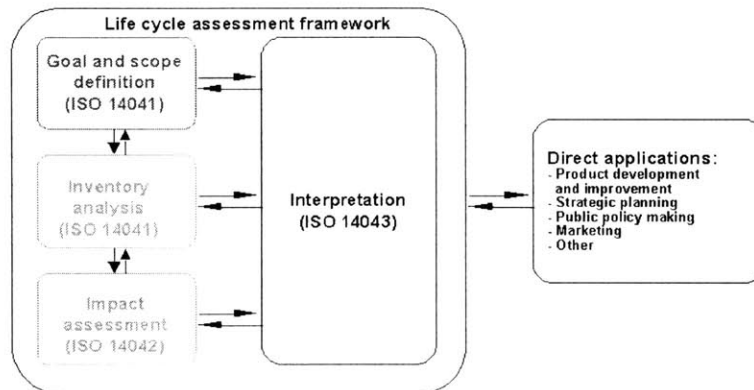 Life cycle assessment framework
Goal and scope
definition
(ISO 14041)
Inventory
analysis
(ISO 14041)
Impact
assessment
(ISO 14042)
Interpretation
(ISO 14043)
Direct applications:
- Product development
and improvement
- Strategic planning
- Public policy making
- Marketing
- Other